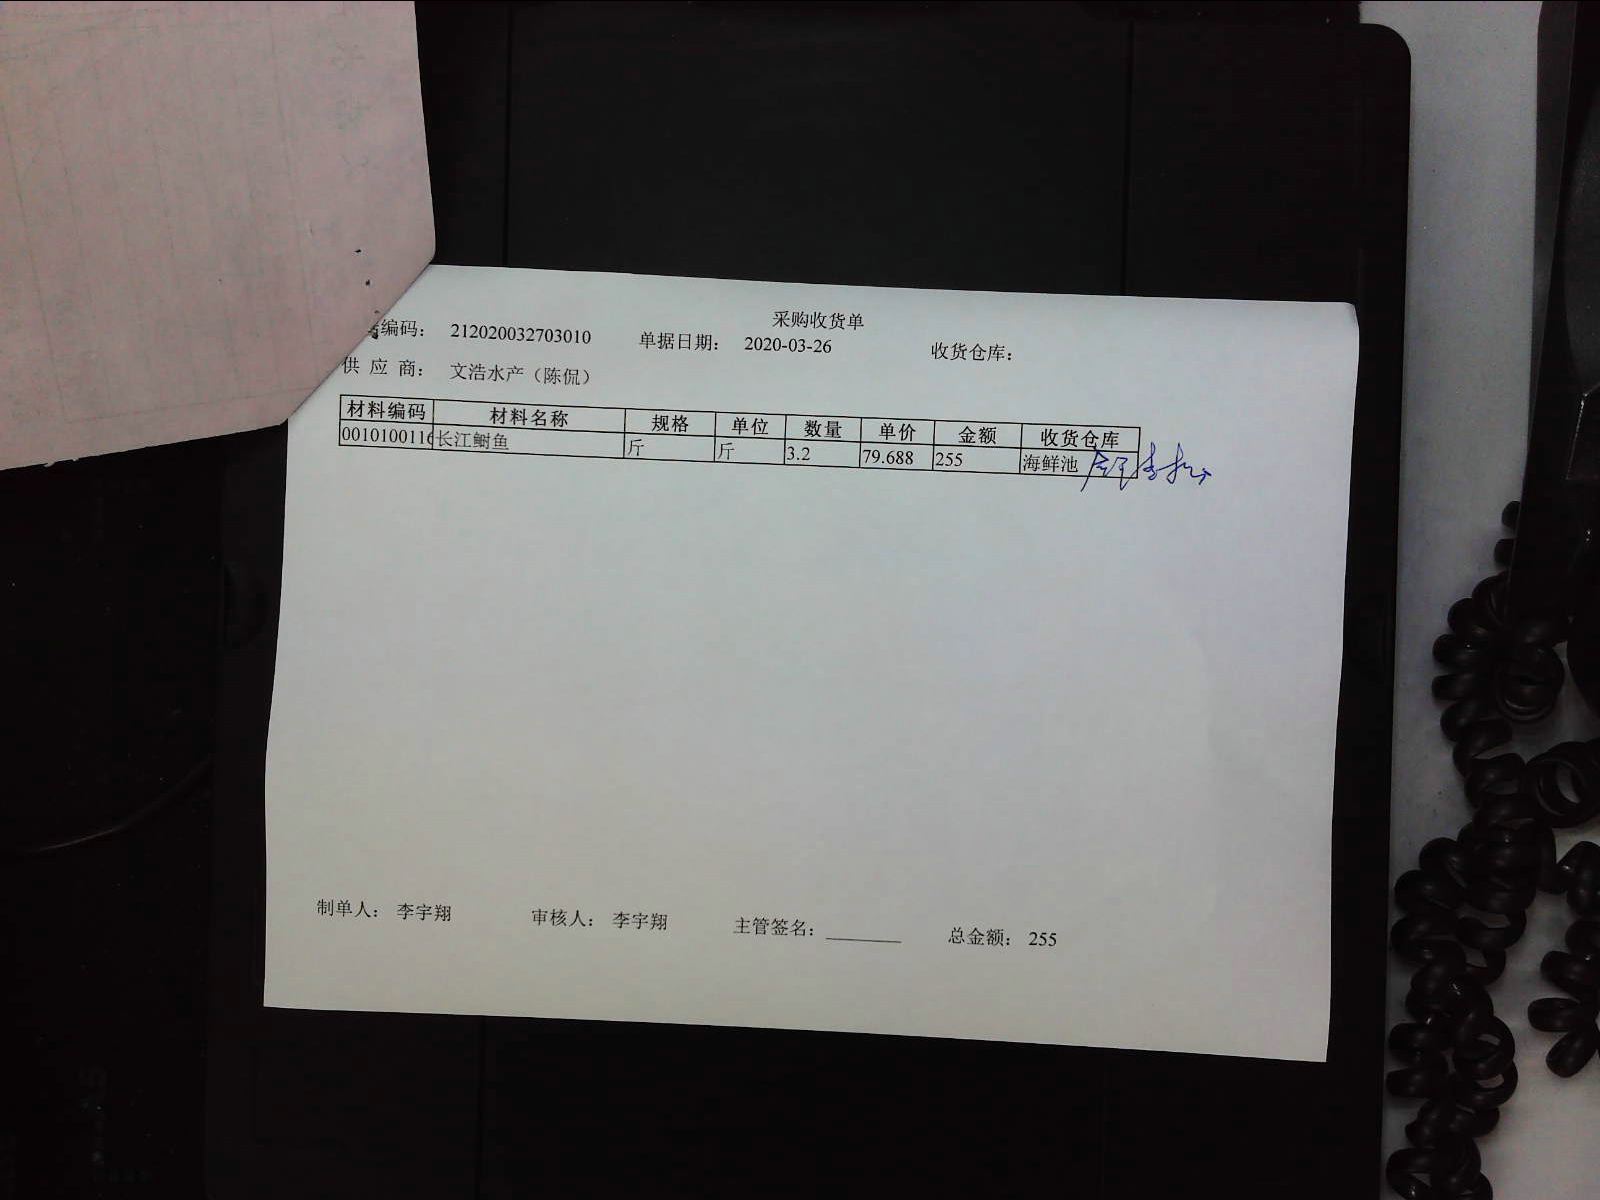 采购收货单
编码： 212020032703010 单据日期： 2020-03-26 收货仓库：
供 应 商： 文浩水产（陈侃）
材料编码 材料名称 规格 单位 数量 单价 金额 收货仓库
0010100116 长江鲥鱼 斤 斤 3.2 79.688 255 海鲜池
制单人： 李宇翔 审核人： 李宇翔 主管签名： 总金额： 255